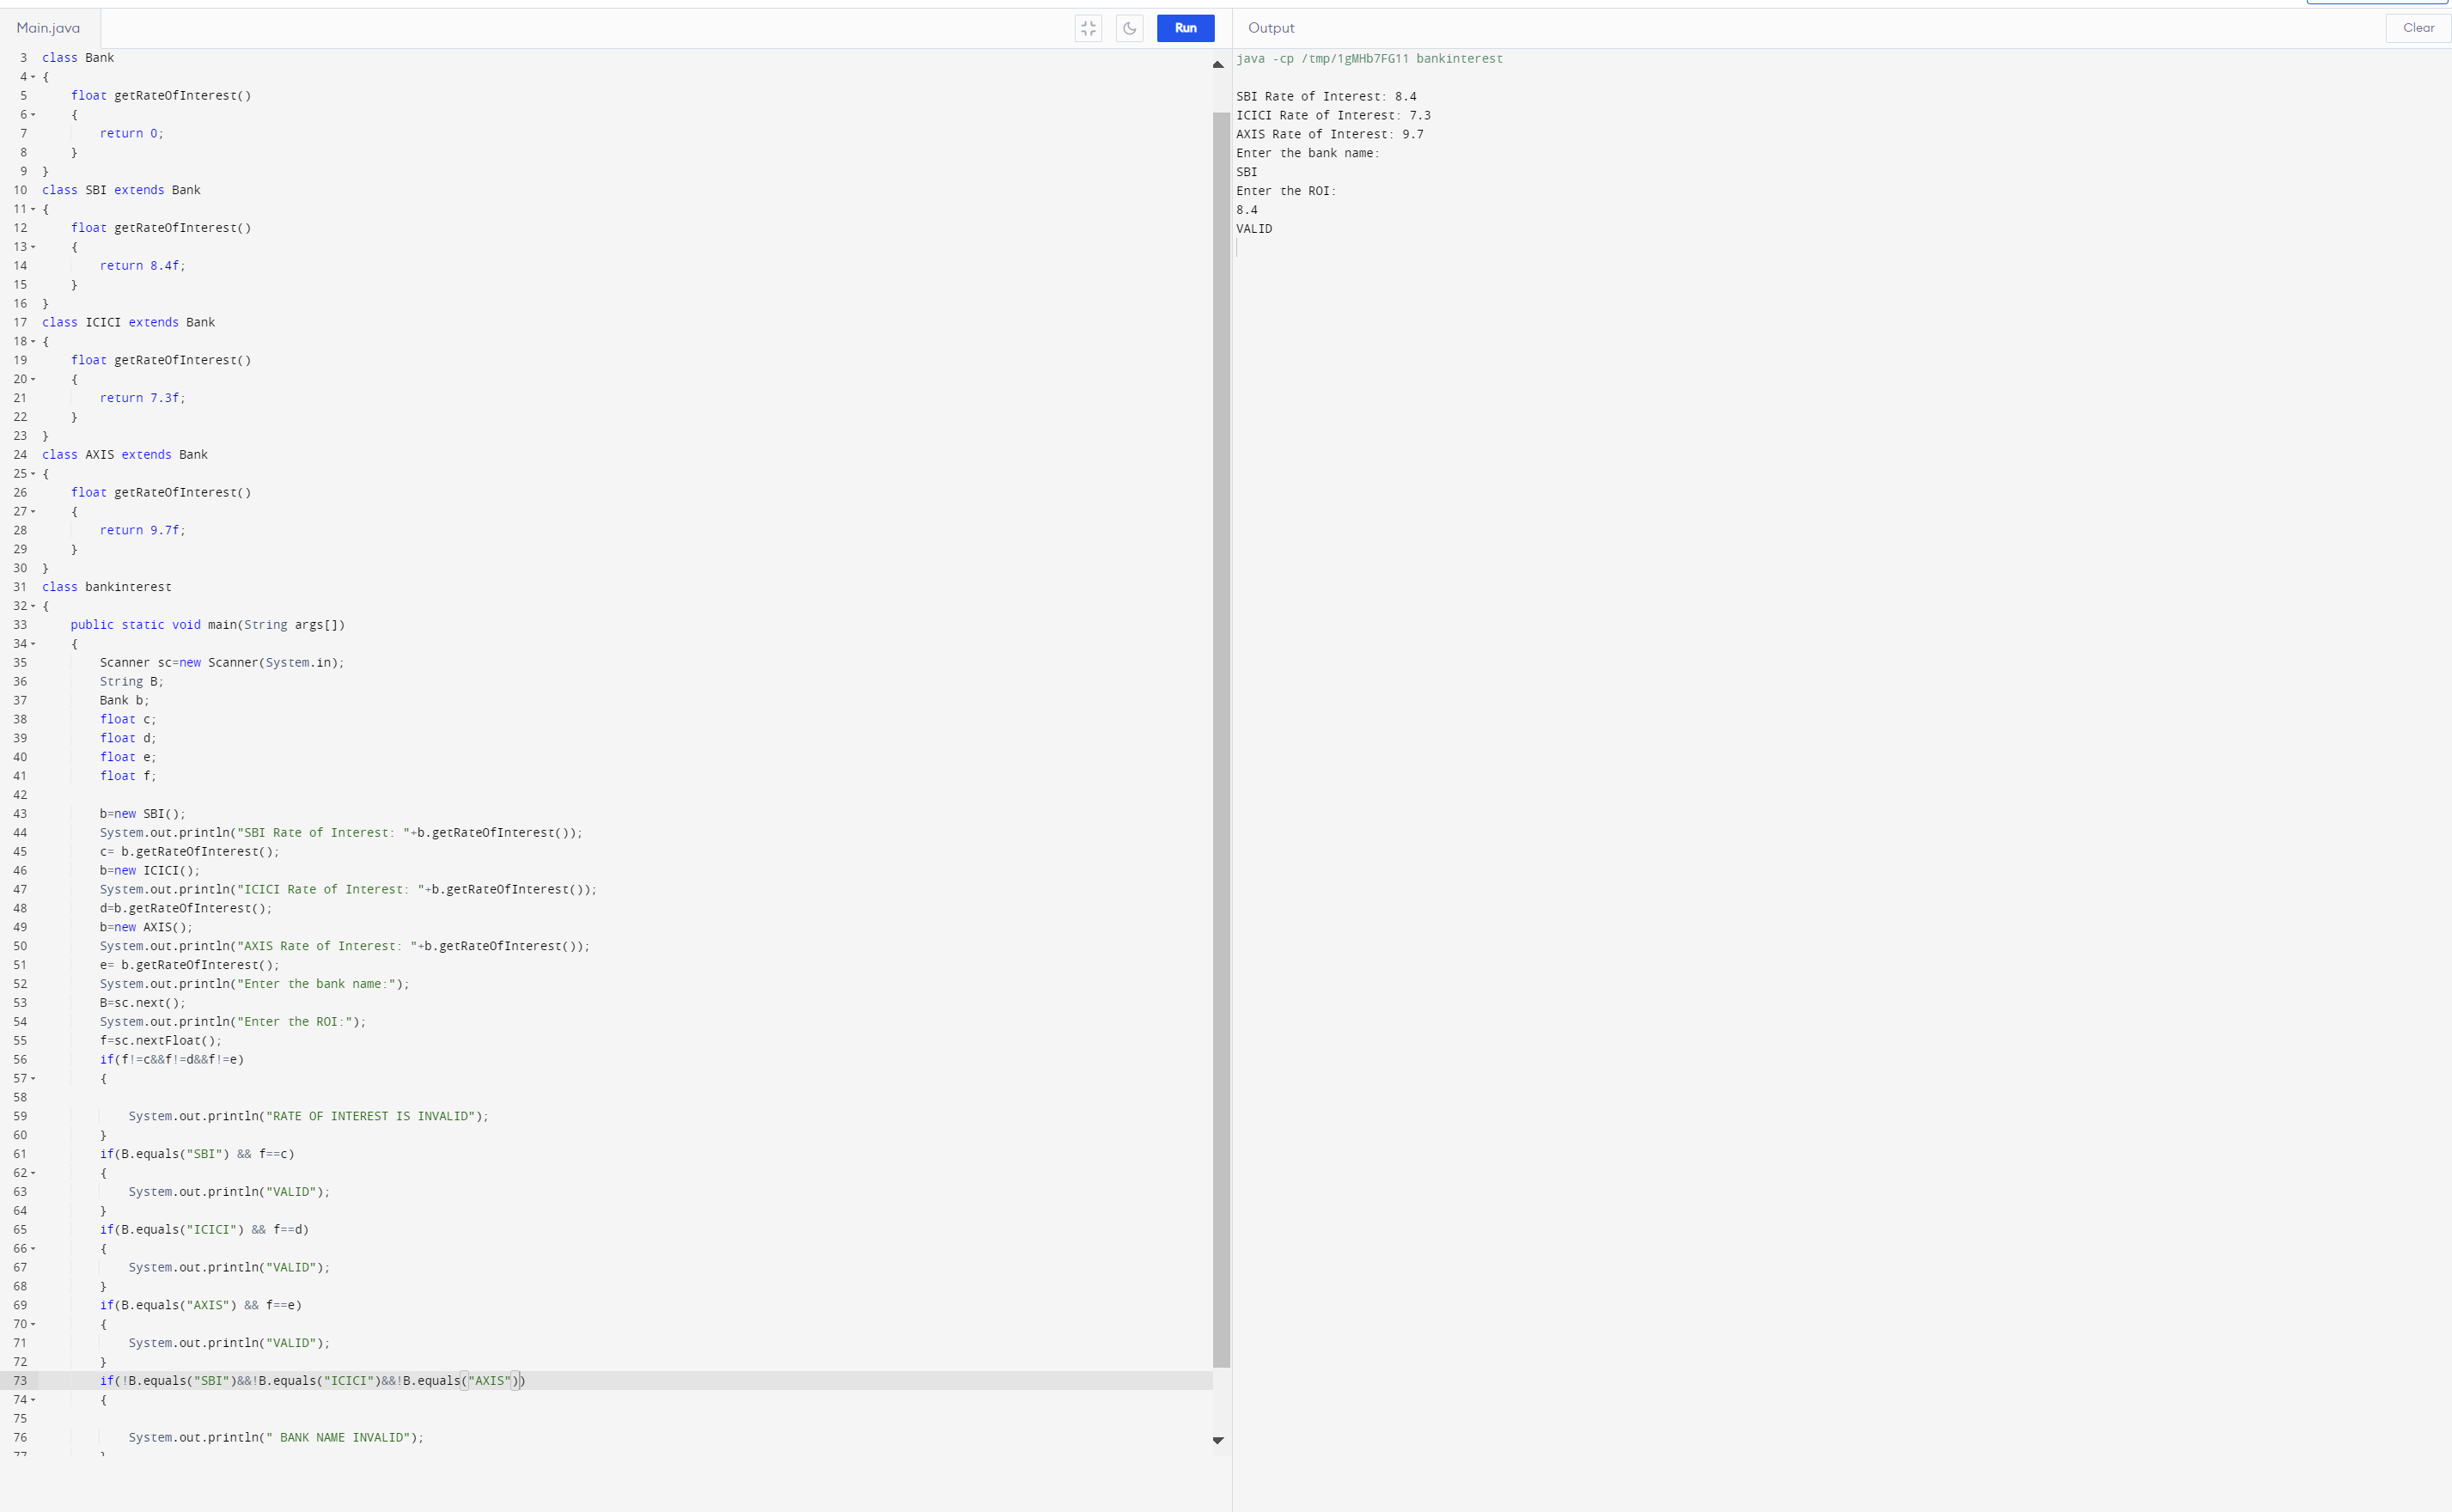 Main.java
Run
Output
Clear
3 class Bank
4 {
5     float getRateOfInterest()
6     {
7         return 0;
8     }
9 }
10 class SBI extends Bank
11 {
12     float getRateOfInterest()
13     {
14         return 8.4f;
15     }
16 }
17 class ICICI extends Bank
18 {
19     float getRateOfInterest()
20     {
21         return 7.3f;
22     }
23 }
24 class AXIS extends Bank
25 {
26     float getRateOfInterest()
27     {
28         return 9.7f;
29     }
30 }
31 class bankinterest
32 {
33     public static void main(String args[])
34     {
35         Scanner sc=new Scanner(System.in);
36         String B;
37         Bank b;
38         float c;
39         float d;
40         float e;
41         float f;
42
43         b=new SBI();
44         System.out.println("SBI Rate of Interest: "+b.getRateOfInterest());
45         c= b.getRateOfInterest();
46         b=new ICICI();
47         System.out.println("ICICI Rate of Interest: "+b.getRateOfInterest());
48         d=b.getRateOfInterest();
49         b=new AXIS();
50         System.out.println("AXIS Rate of Interest: "+b.getRateOfInterest());
51         e= b.getRateOfInterest();
52         System.out.println("Enter the bank name:");
53         B=sc.next();
54         System.out.println("Enter the ROI:");
55         f=sc.nextFloat();
56         if(f!=c&&f!=d&&f!=e)
57         {
58
59             System.out.println("RATE OF INTEREST IS INVALID");
60         }
61         if(B.equals("SBI") && f==c)
62         {
63             System.out.println("VALID");
64         }
65         if(B.equals("ICICI") && f==d)
66         {
67             System.out.println("VALID");
68         }
69         if(B.equals("AXIS") && f==e)
70         {
71             System.out.println("VALID");
72         }
73         if(!B.equals("SBI")&&!B.equals("ICICI")&&!B.equals("AXIS"))
74         {
75
76             System.out.println(" BANK NAME INVALID");
77         }
java -cp /tmp/1gMHb7FG11 bankinterest
SBI Rate of Interest: 8.4
ICICI Rate of Interest: 7.3
AXIS Rate of Interest: 9.7
Enter the bank name:
SBI
Enter the ROI:
8.4
VALID